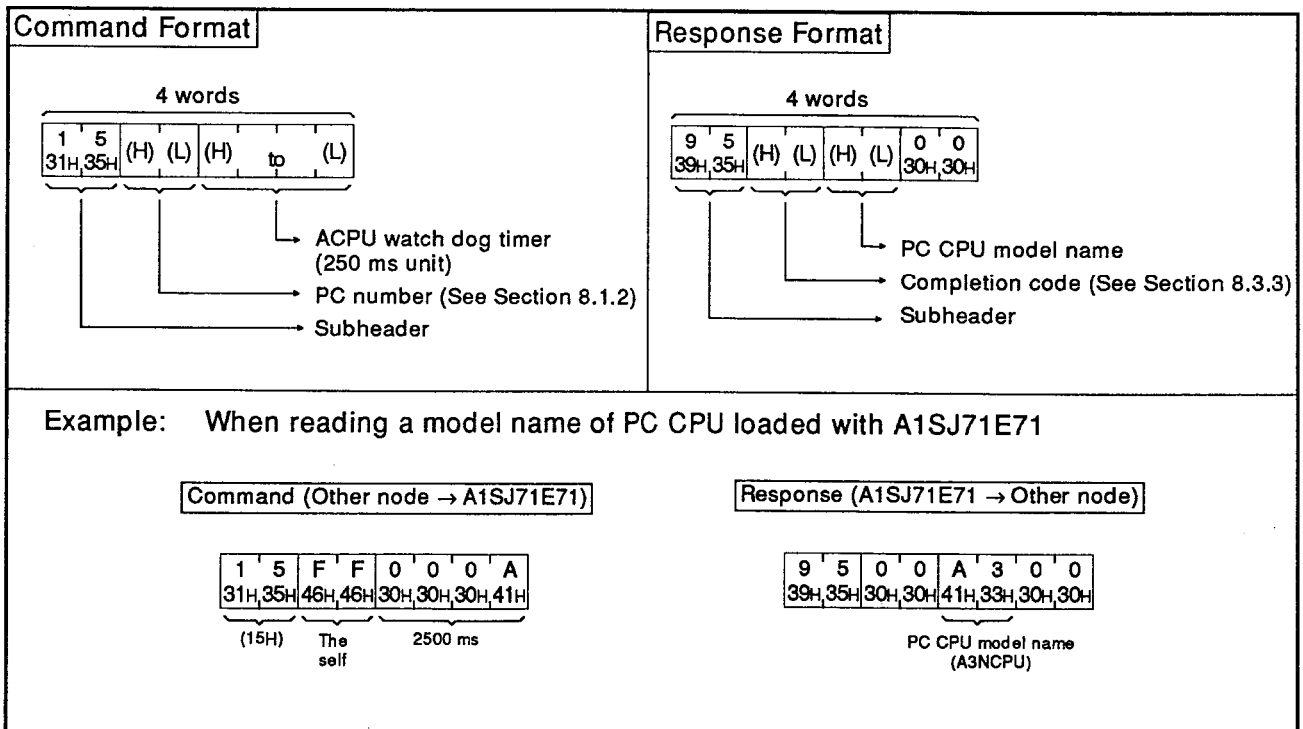 Command Format
4 words
1 5 (H) (L) (H) to (L)
31H 35H
ACPU watch dog timer
(250 ms unit)
PC number (See Section 8.1.2)
Subheader
Response Format
4 words
9 5 (H) (L) (H) (L) 0 0
39H 35H 30H 30H
PC CPU model name
Completion code (See Section 8.3.3)
Subheader
Example: When reading a model name of PC CPU loaded with A1SJ71E71
Command (Other node → A1SJ71E71)
1 5 F F 0 0 0 A
31H 35H 46H 46H 30H 30H 30H 41H
(15H) The 2500 ms
self
Response (A1SJ71E71 → Other node)
9 5 0 0 A 3 0 0
39H 35H 30H 30H 41H 33H 30H 30H
PC CPU model name
(A3NCPU)